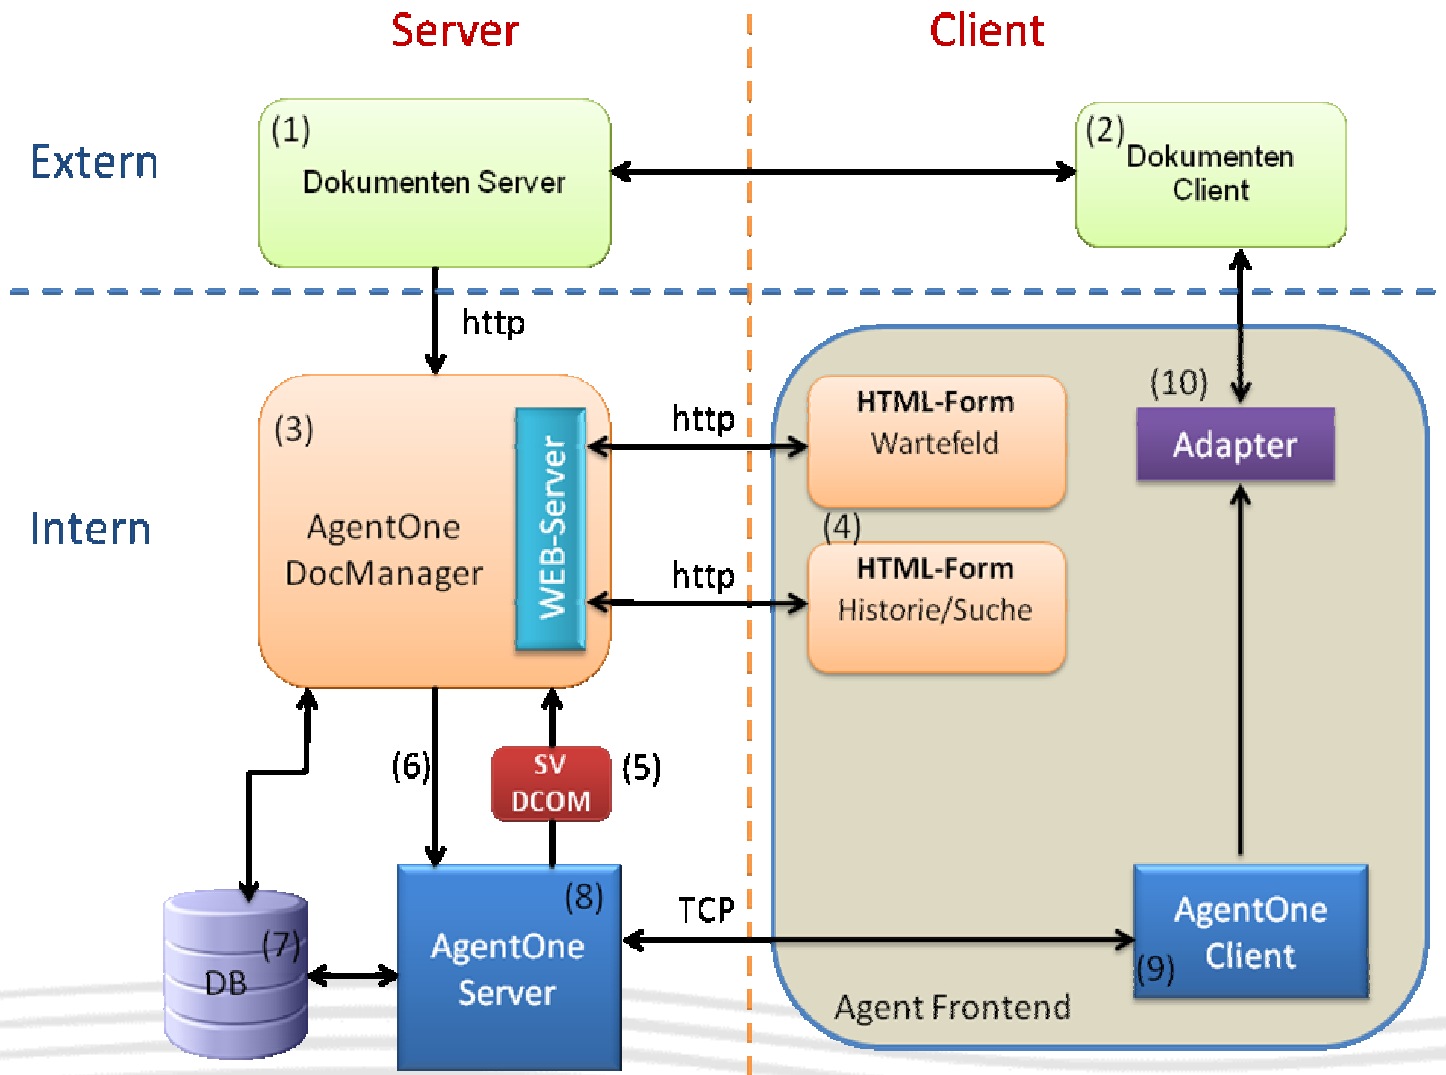 Server
Client
Extern
(1)
Dokumenten Server
(2)
Dokumenten
Client
http
Intern
(3)
AgentOne
DocManager
WEB-Server
http
http
HTML-Form
Wartefeld
(4)
HTML-Form
Historie/Suche
(10)
Adapter
(6)
SV
DCOM
(5)
(7)
DB
(8)
AgentOne
Server
TCP
AgentOne
Client
(9)
Agent Frontend